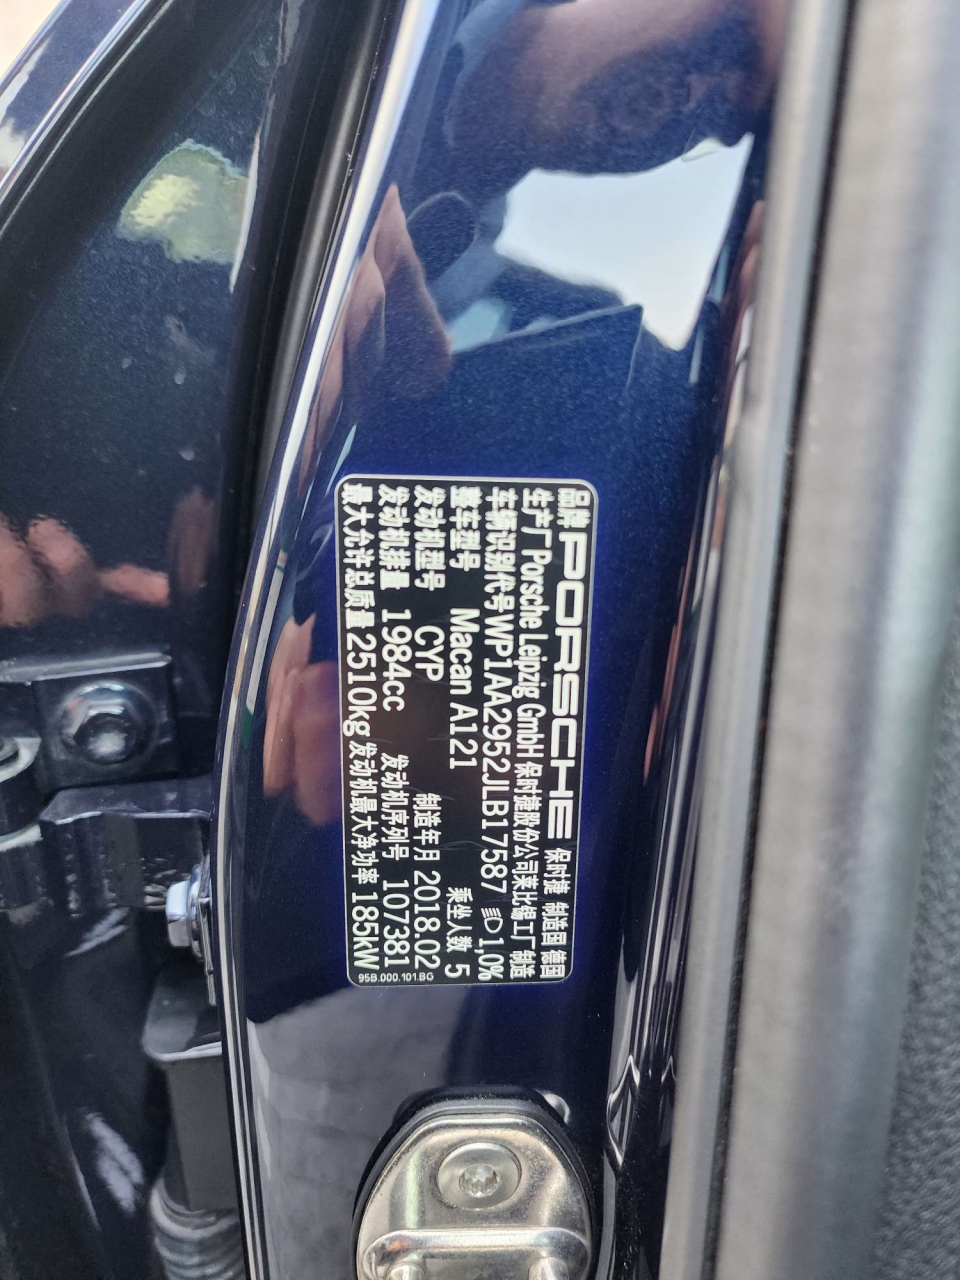 品牌 PORSCHE 保时捷 制造国 德国
生产厂 Porsche Leipzig GmbH 保时捷股份公司莱比锡工厂 制造
车辆识别代号 WP1AA2952JLB17587 1,0%
整车型号 Macan A121 乘坐人数 5
发动机型号 CYP 制造年月 2018.02
发动机排量 1984cc 发动机序列号 107381
最大允许总质量 2510kg 发动机最大净功率 185kW
95B.000.101.BG